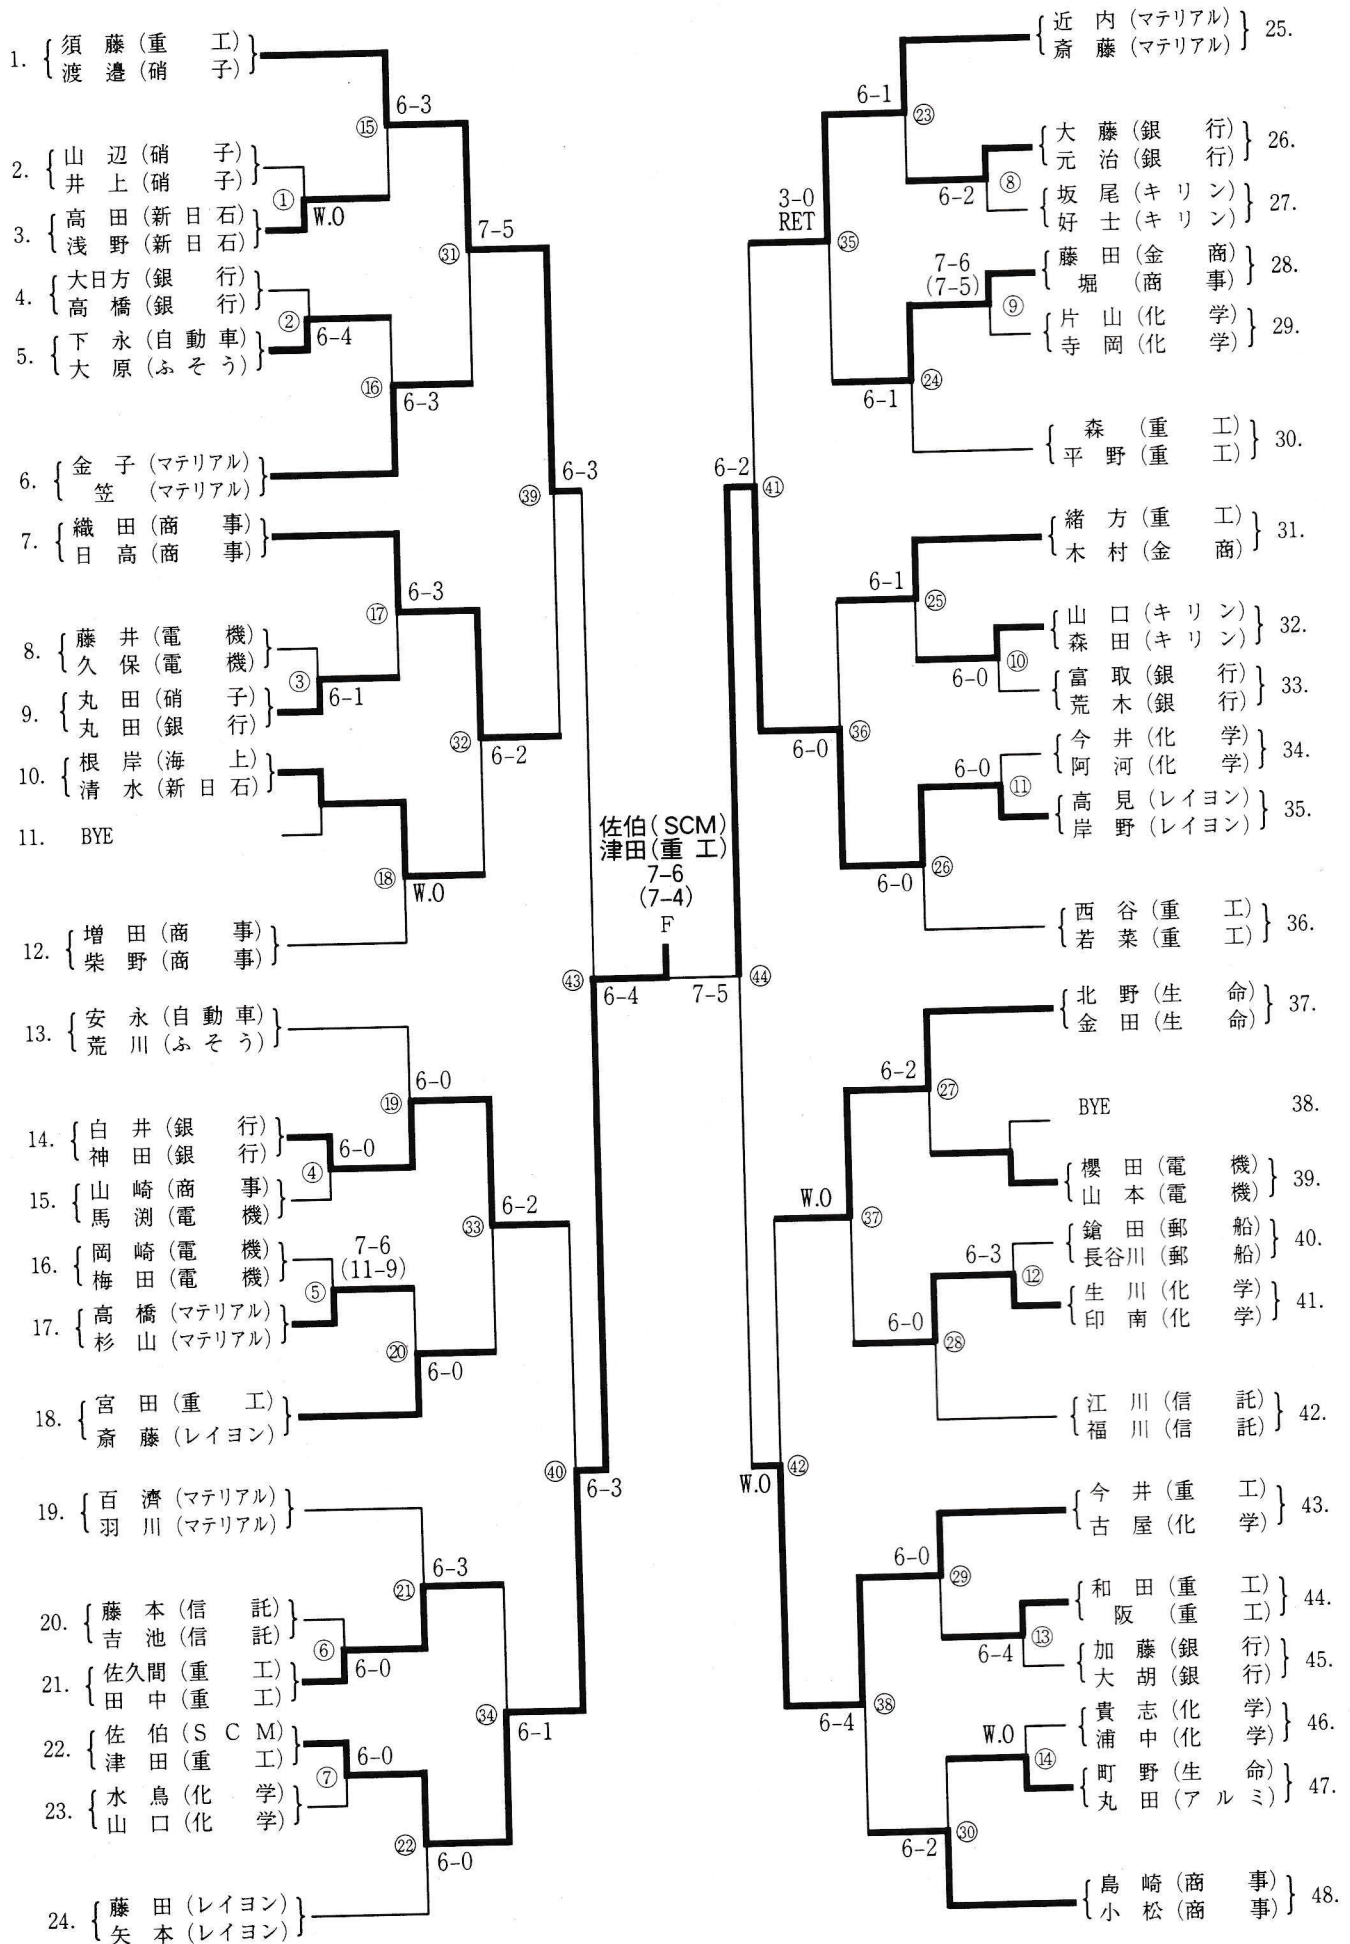 1. 須藤(重工)
渡邉(硝子)
⑮ 6-3
2. 山辺(硝子)
井上(硝子)
① W.O
3. 高田(新日石)
浅野(新日石)
㉛ 7-5
4. 大日方(銀行)
高橋(銀行)
② 6-4
5. 下永(自動車)
大原(ふそう)
⑯ 6-3
6. 金子(マテリアル)
笠(マテリアル)
㊴ 6-3
7. 織田(商事)
日高(商事)
⑰ 6-3
8. 藤井(電機)
久保(電機)
③ 6-1
9. 丸田(硝子)
丸田(銀行)
㉜ 6-2
10. 根岸(海上)
清水(新日石)
11. BYE
⑱ W.O
12. 増田(商事)
柴野(商事)
㊸ 6-4
13. 安永(自動車)
荒川(ふそう)
⑲ 6-0
14. 白井(銀行)
神田(銀行)
④ 6-0
15. 山崎(商事)
馬渕(電機)
㉝ 6-2
16. 岡崎(電機)
梅田(電機)
⑤ 7-6
(11-9)
17. 高橋(マテリアル)
杉山(マテリアル)
⑳ 6-0
18. 宮田(重工)
斎藤(レイヨン)
㊵ 6-3
19. 百濟(マテリアル)
羽川(マテリアル)
㉑ 6-3
20. 藤本(信託)
吉池(信託)
⑥ 6-0
21. 佐久間(重工)
田中(重工)
㉞ 6-1
22. 佐伯(SCM)
津田(重工)
⑦ 6-0
23. 水鳥(化学)
山口(化学)
㉒ 6-0
24. 藤田(レイヨン)
矢本(レイヨン)
佐伯(SCM)
津田(重工)
7-6
(7-4)
F
近内(マテリアル) 25.
斎藤(マテリアル)
6-1 ㉓
大藤(銀行) 26.
元治(銀行)
6-2 ⑧
坂尾(キリン) 27.
好士(キリン)
3-0
RET ㉟
藤田(金商) 28.
堀(商事)
7-6
(7-5) ⑨
片山(化学) 29.
寺岡(化学)
6-1 ㉔
森(重工) 30.
平野(重工)
6-2 ㊶
緒方(重工) 31.
木村(金商)
6-1 ㉕
山口(キリン) 32.
森田(キリン)
6-0 ⑩
富取(銀行) 33.
荒木(銀行)
6-0 ㊱
今井(化学) 34.
阿河(化学)
6-0 ⑪
高見(レイヨン) 35.
岸野(レイヨン)
6-0 ㉖
西谷(重工) 36.
若菜(重工)
7-5 ㊹
北野(生命) 37.
金田(生命)
6-2 ㉗
BYE 38.
櫻田(電機) 39.
山本(電機)
W.O ㊲
鎗田(郵船) 40.
長谷川(郵船)
6-3 ⑫
生川(化学) 41.
印南(化学)
6-0 ㉘
江川(信託) 42.
福川(信託)
W.O ㊷
今井(重工) 43.
古屋(化学)
6-0 ㉙
和田(重工) 44.
阪(重工)
6-4 ⑬
加藤(銀行) 45.
大胡(銀行)
6-4 ㊳
貴志(化学) 46.
浦中(化学)
W.O ⑭
町野(生命) 47.
丸田(アルミ)
6-2 ㉚
島崎(商事) 48.
小松(商事)